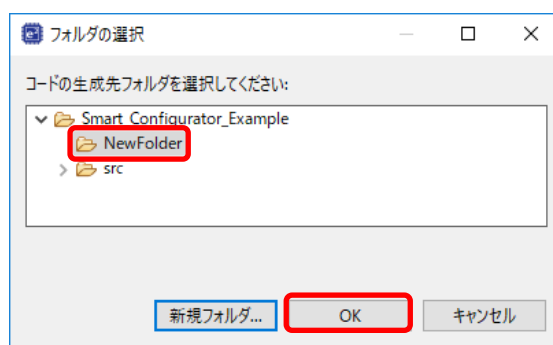 フォルダの選択
コードの生成先フォルダを選択してください:
Smart_Configurator_Example
NewFolder
src
新規フォルダ... OK キャンセル